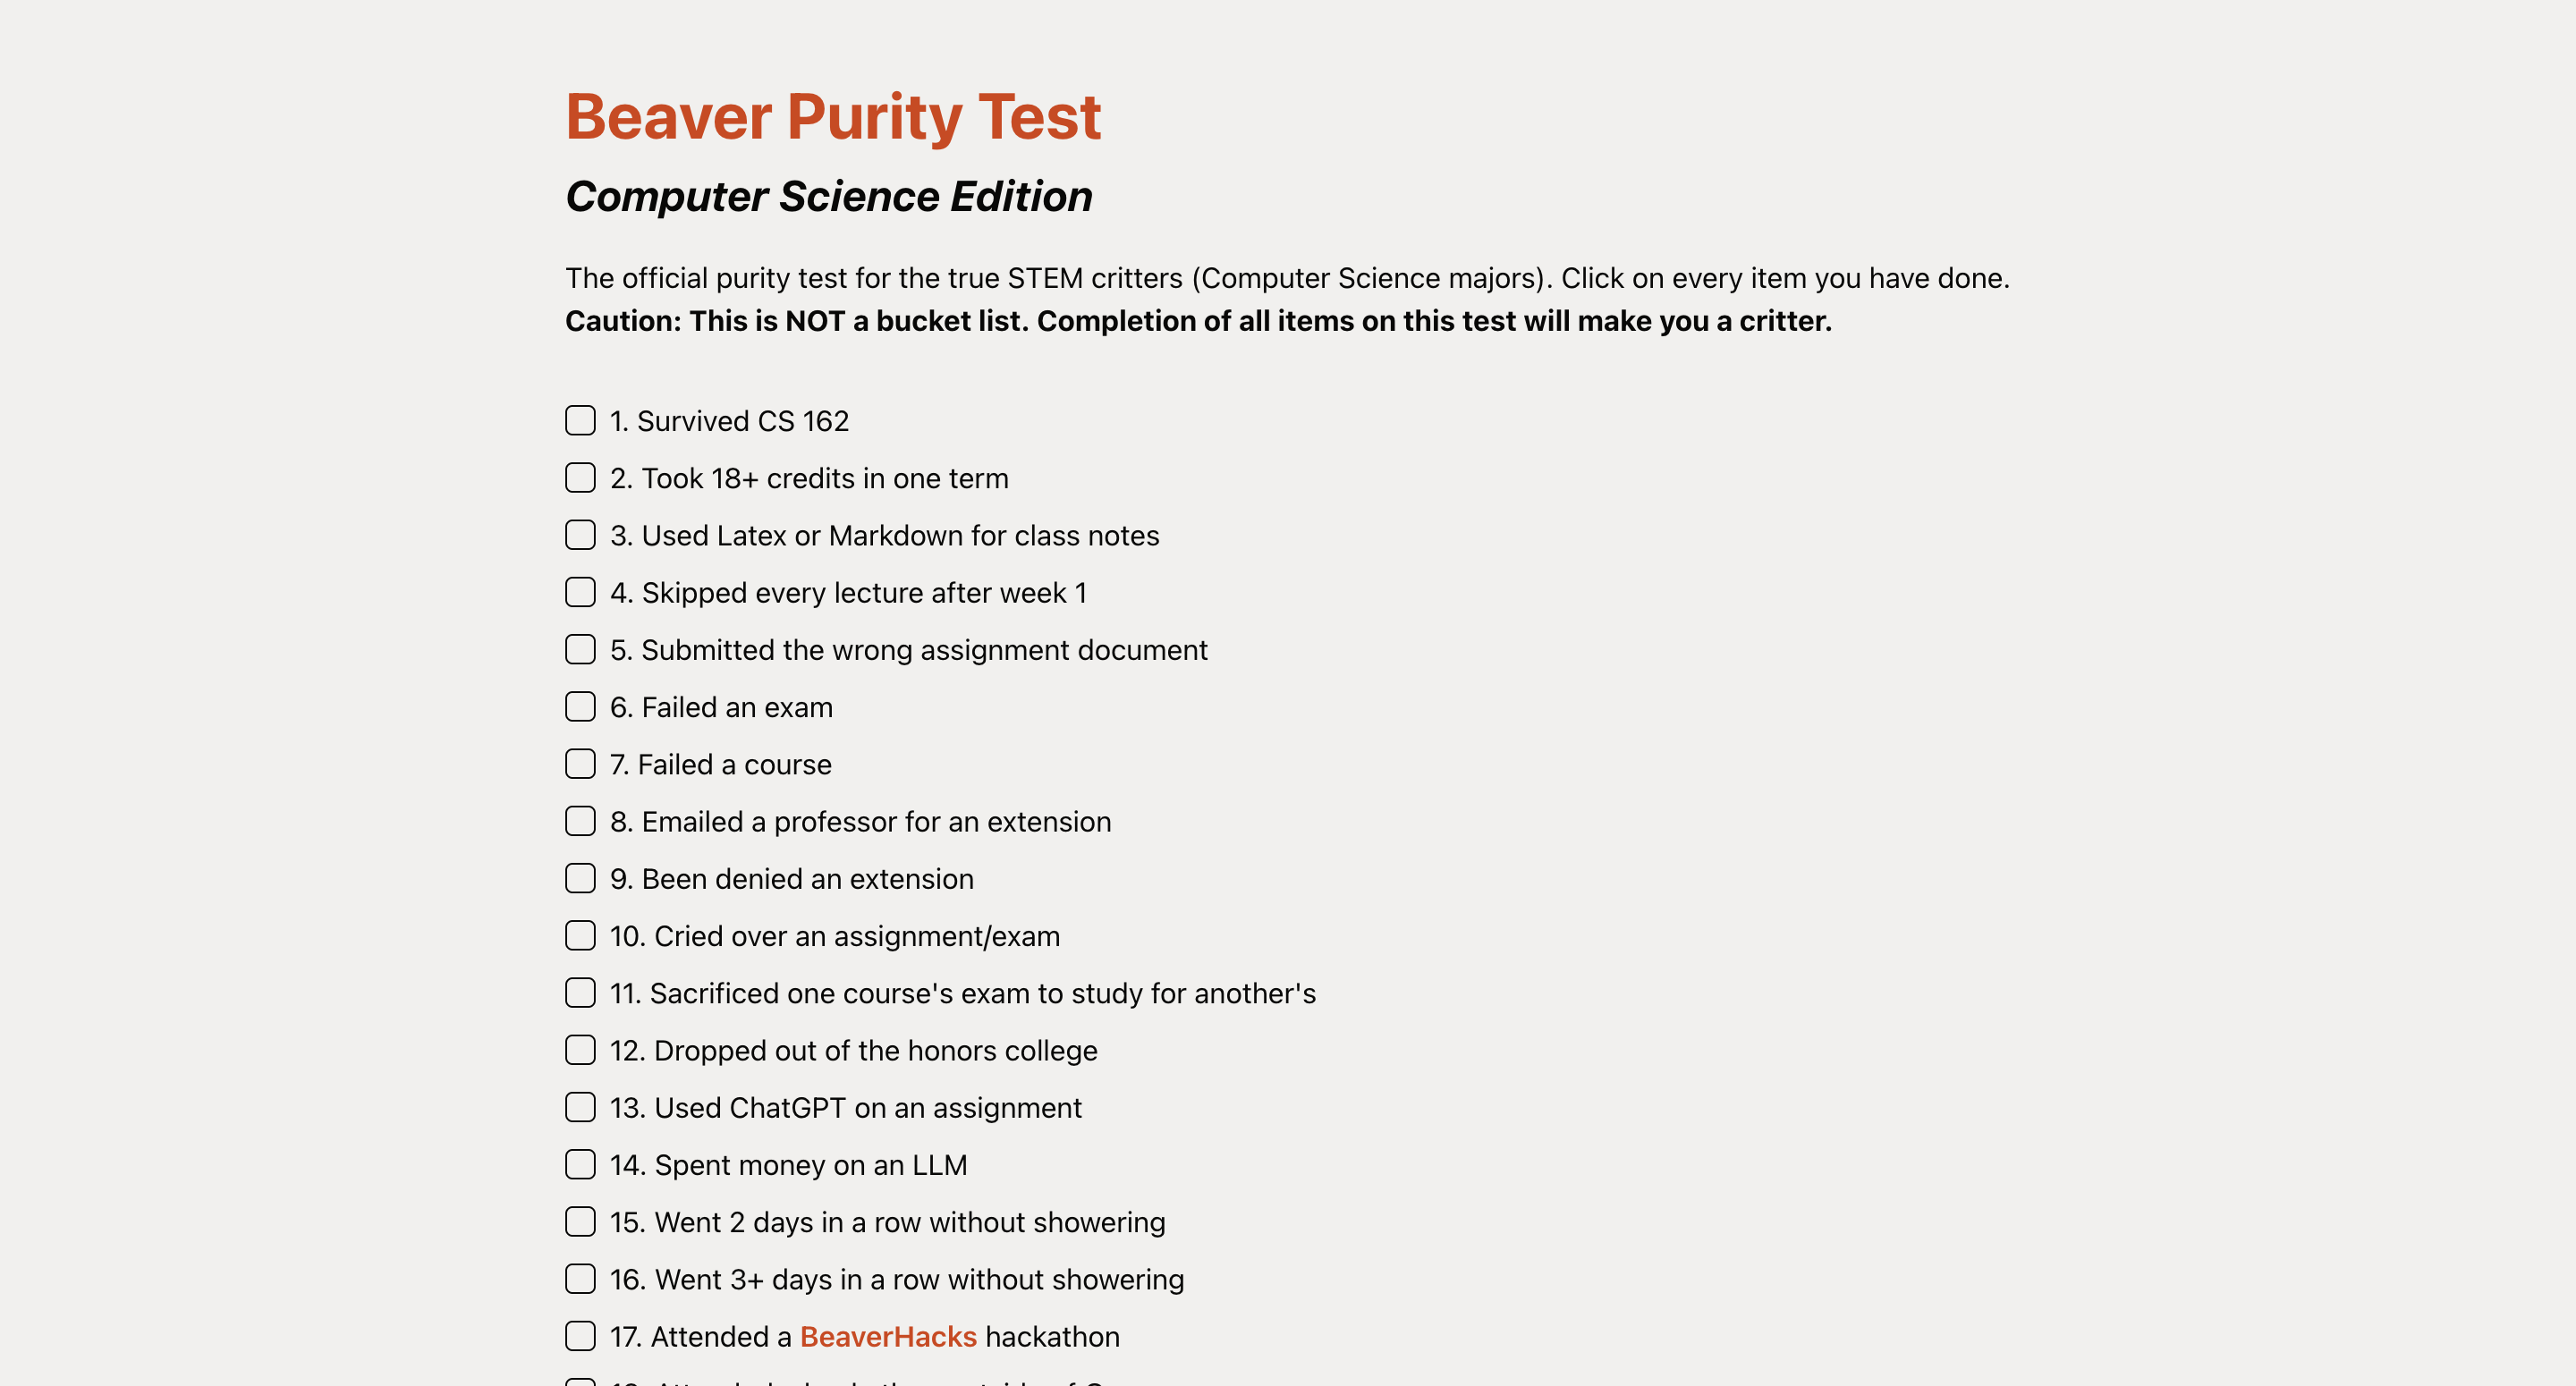 Beaver Purity Test
Computer Science Edition
The official purity test for the true STEM critters (Computer Science majors). Click on every item you have done.
Caution: This is NOT a bucket list. Completion of all items on this test will make you a critter.
1. Survived CS 162
2. Took 18+ credits in one term
3. Used Latex or Markdown for class notes
4. Skipped every lecture after week 1
5. Submitted the wrong assignment document
6. Failed an exam
7. Failed a course
8. Emailed a professor for an extension
9. Been denied an extension
10. Cried over an assignment/exam
11. Sacrificed one course's exam to study for another's
12. Dropped out of the honors college
13. Used ChatGPT on an assignment
14. Spent money on an LLM
15. Went 2 days in a row without showering
16. Went 3+ days in a row without showering
17. Attended a BeaverHacks hackathon